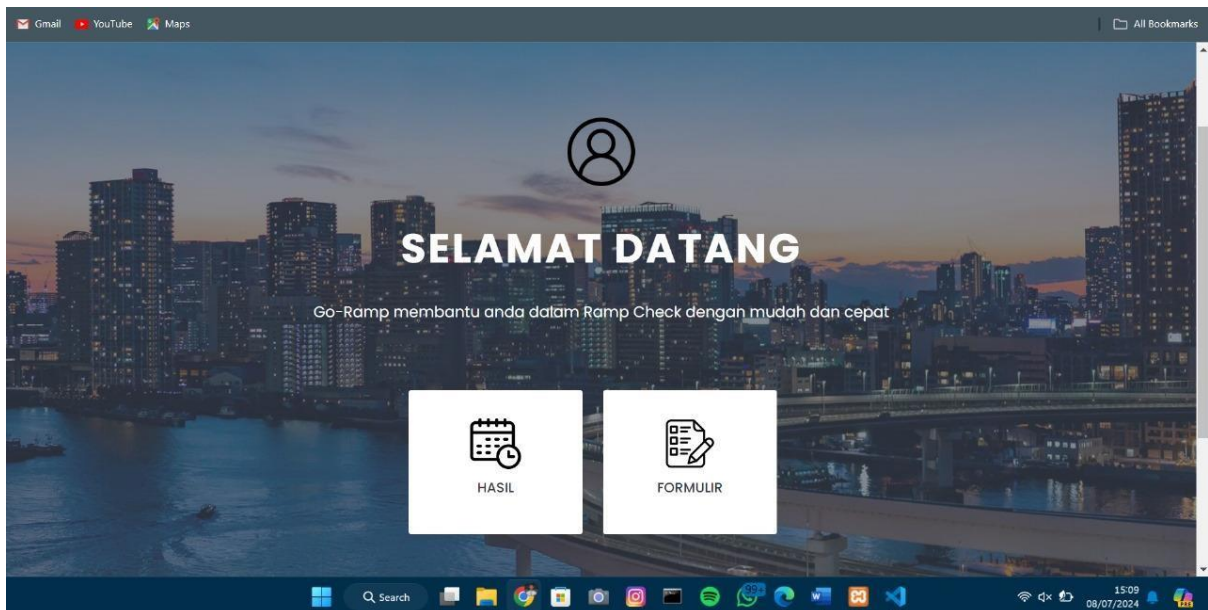 Gmail YouTube Maps All Bookmarks
SELAMAT DATANG
Go-Ramp membantu anda dalam Ramp Check dengan mudah dan cepat
HASIL FORMULIR
Search 99+ 15:09
08/07/2024